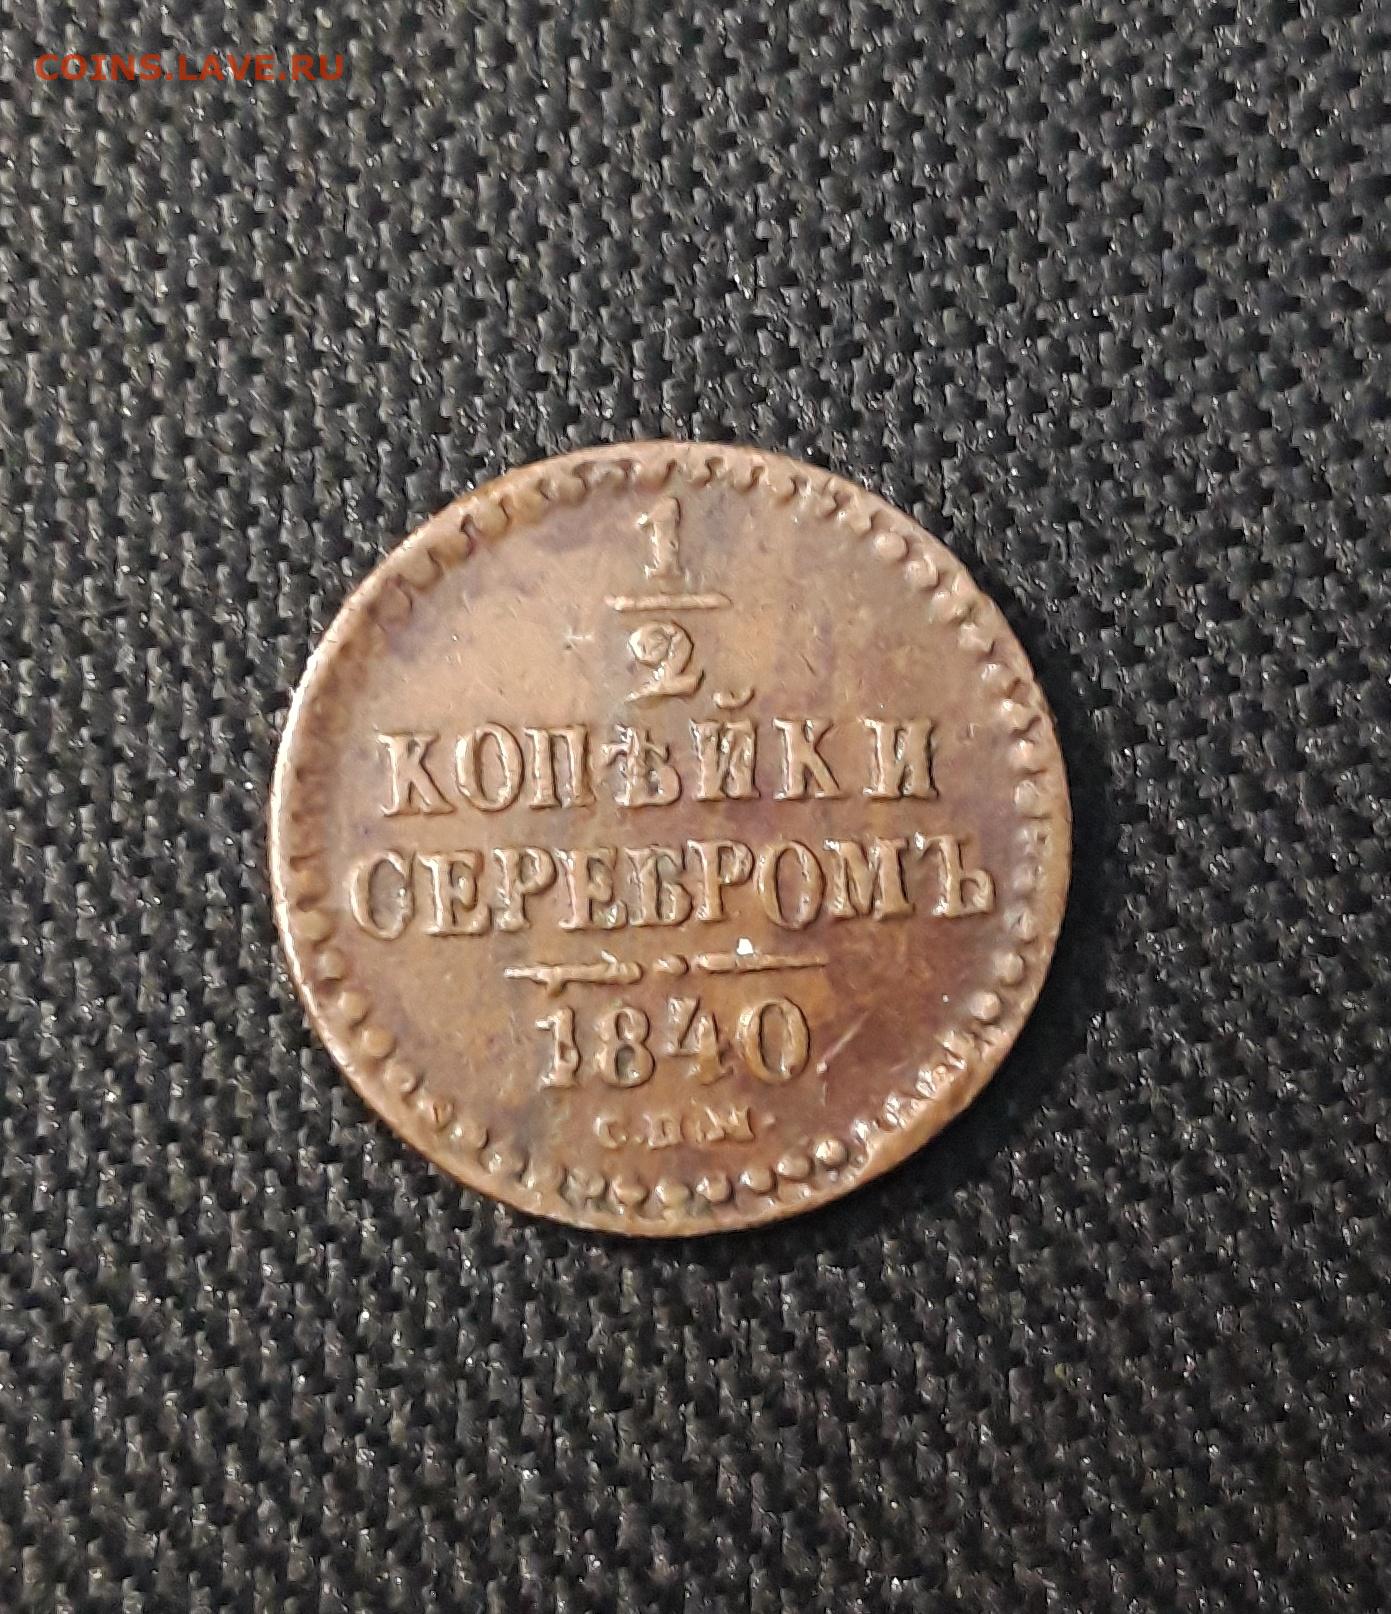 COINS.LAVE.RU
1
2
КОПѢЙКИ
СЕРЕБРОМЪ
1840
С.П.М.